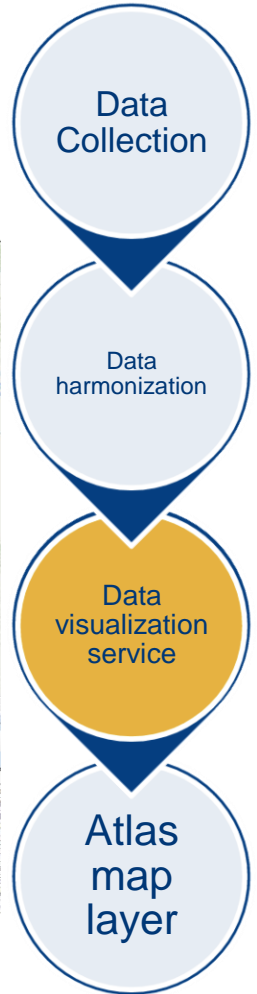 Data
Collection
Data
harmonization
Data
visualization
service
Atlas
map
layer